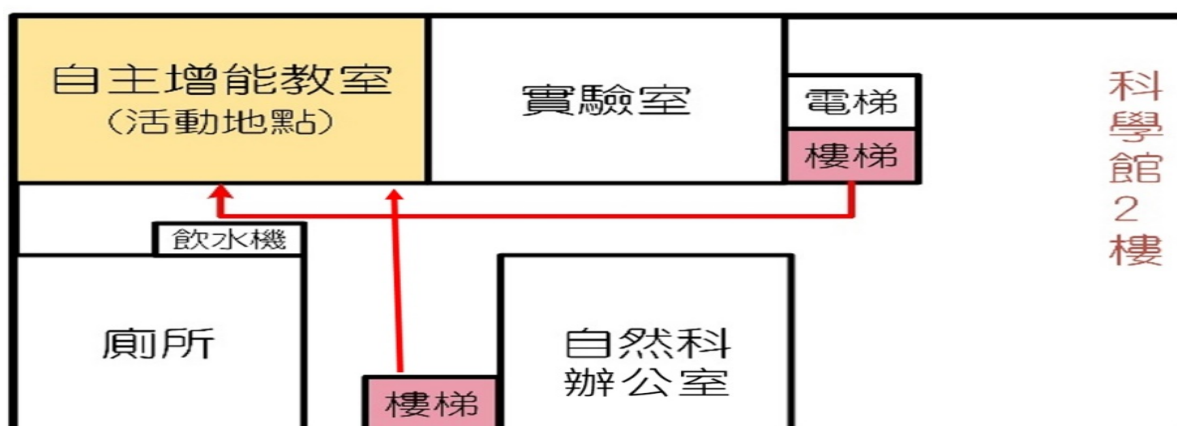 自主增能教室
(活動地點)
實驗室
電梯
樓梯
科學館2樓
飲水機
廁所
樓梯
自然科
辦公室